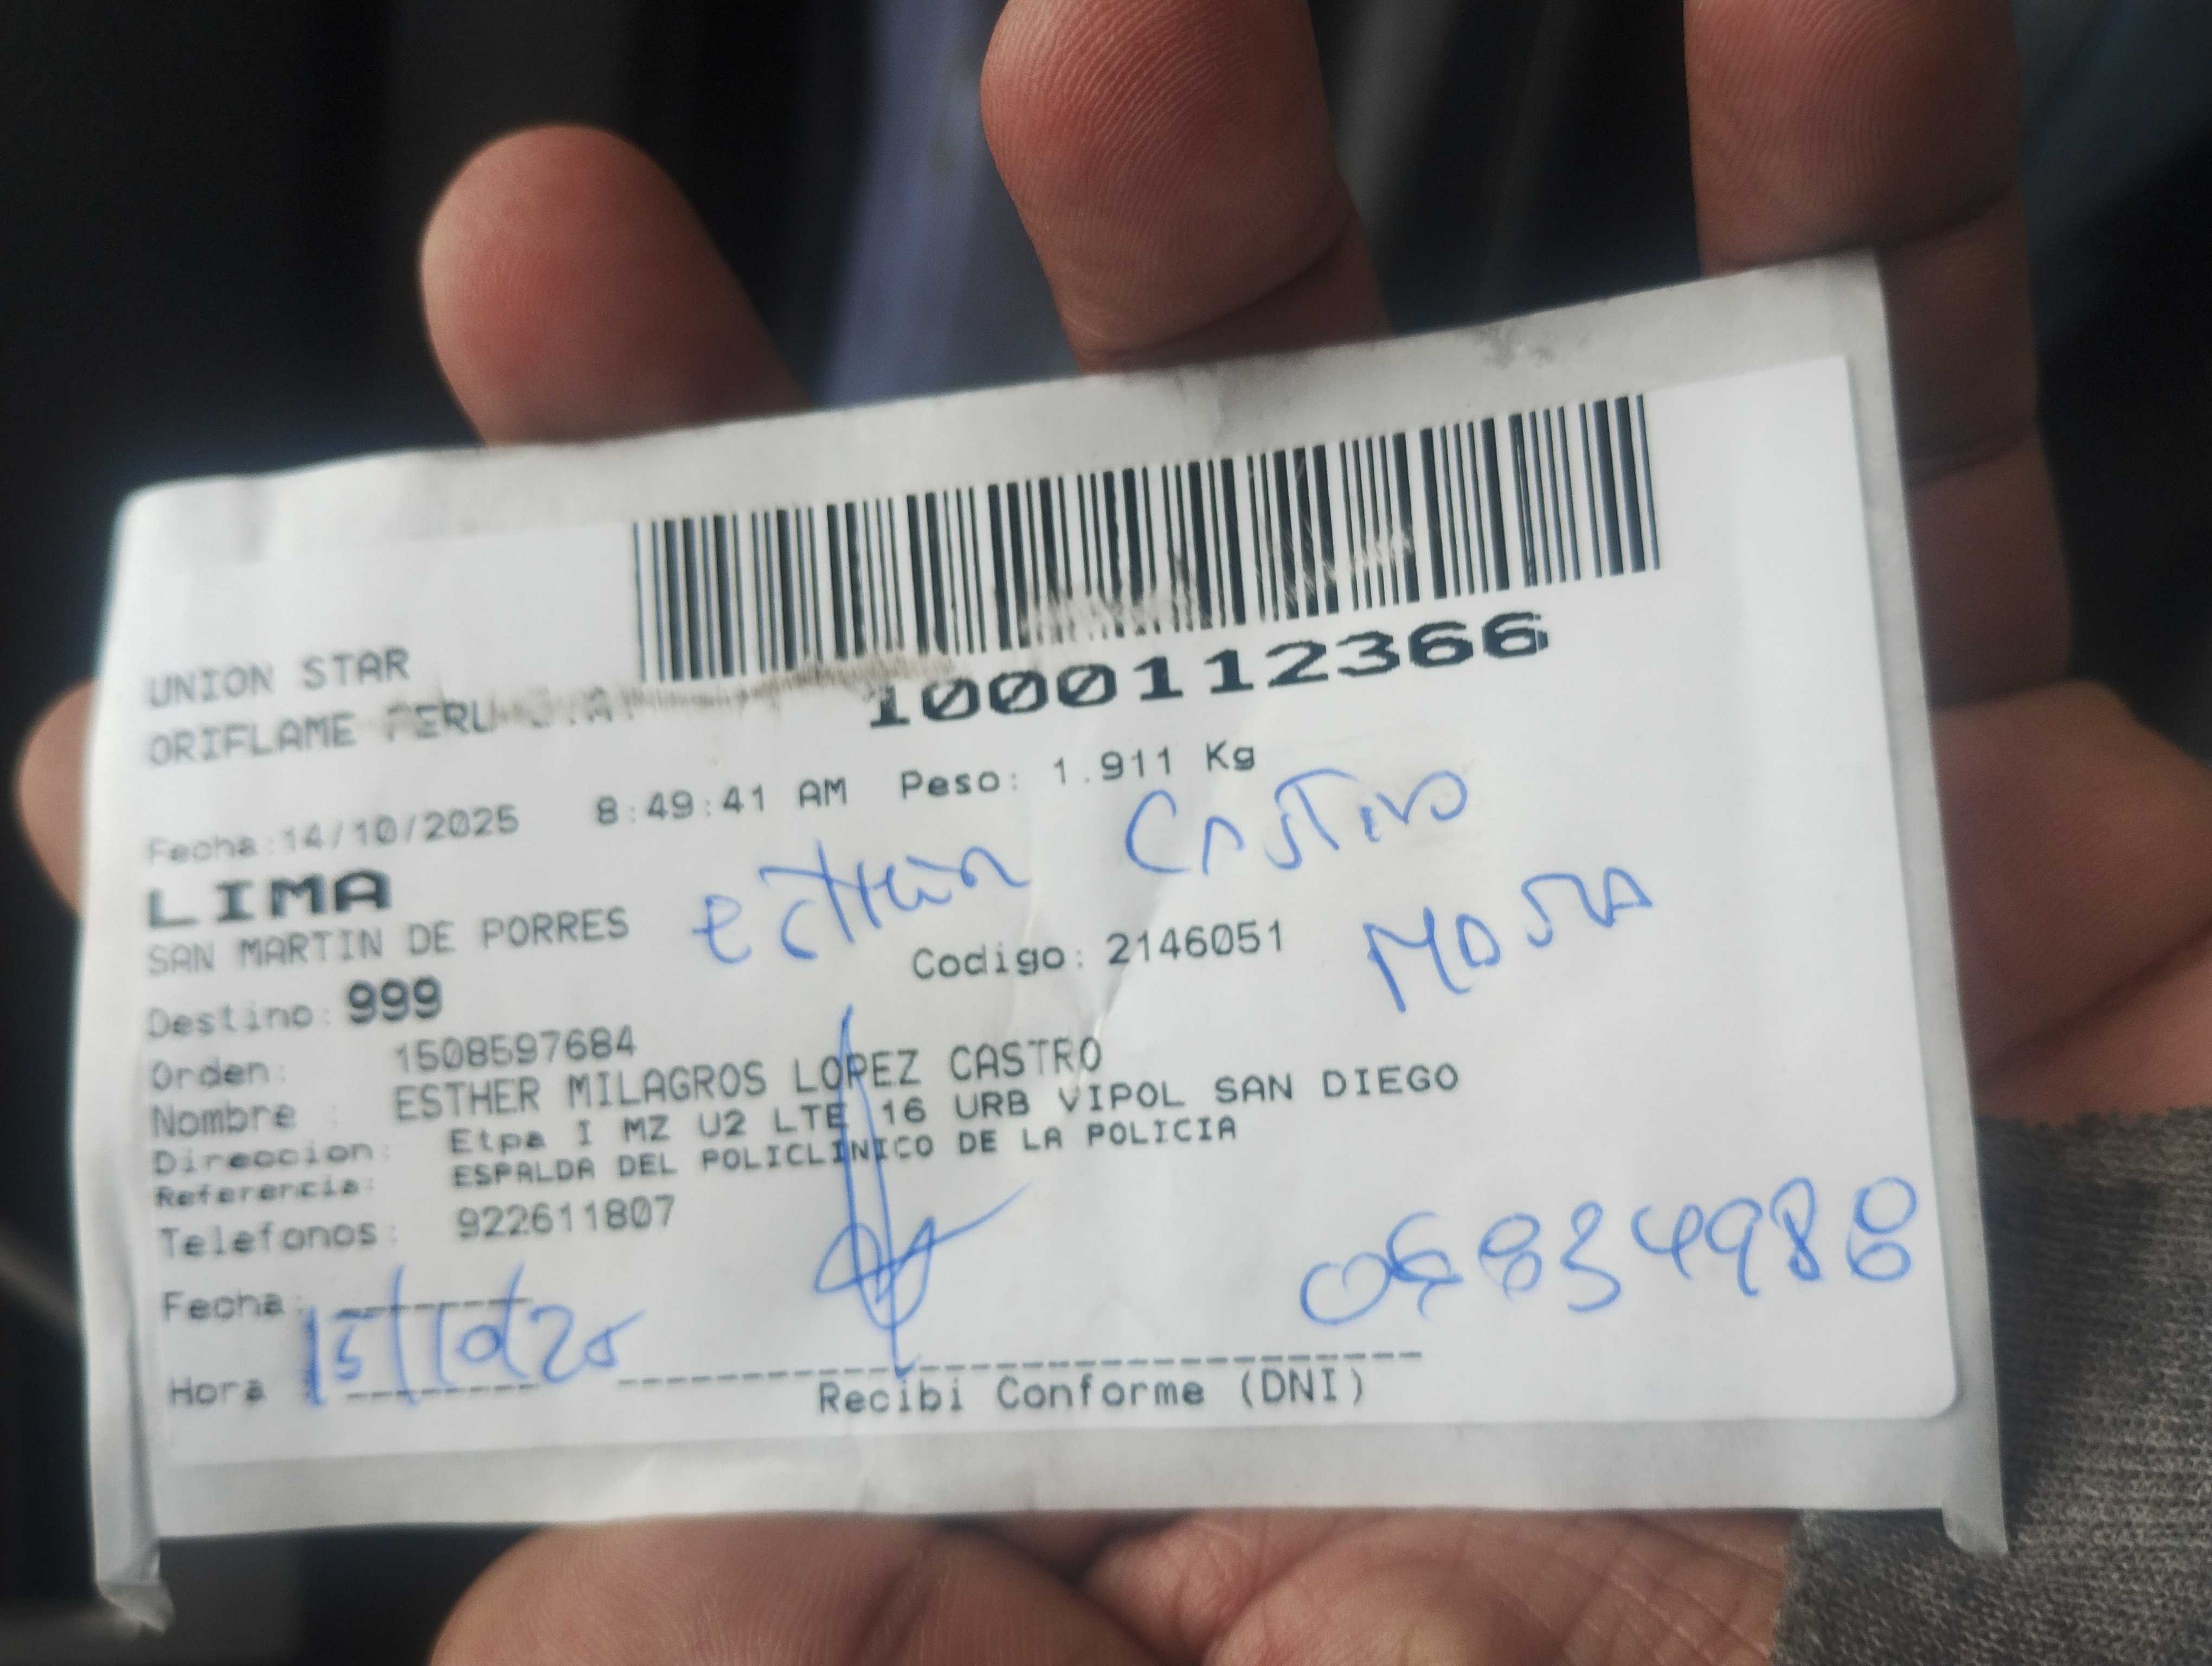 UNION STAR
ORIFLAME PERU
1000112366
Fecha:14/10/2025 8:49:41 AM Peso: 1.911 Kg
LIMA
SAN MARTIN DE PORRES
Castro
Codigo: 2146051
Destino: 999
Orden: 1508597684
Nombre : ESTHER MILAGROS LOPEZ CASTRO
Direccion: Etpa I MZ U2 LTE 16 URB VIPOL SAN DIEGO
Referencia: ESPALDA DEL POLICLINICO DE LA POLICIA
Telefonos: 922611807
Fecha:
15/10/25
Hora
Recibi Conforme (DNI)